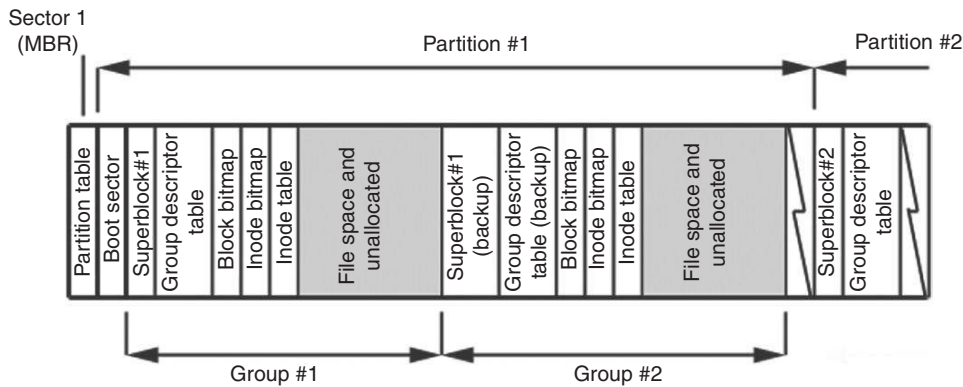 Sector 1
(MBR)
Partition #1
Partition #2
Partition table
Boot sector
Superblock#1
Group descriptor
table
Block bitmap
Inode bitmap
Inode table
File space and
unallocated
Superblock#1
(backup)
Group descriptor
table (backup)
Block bitmap
Inode bitmap
Inode table
File space and
unallocated
Superblock#2
Group descriptor
table
Group #1
Group #2